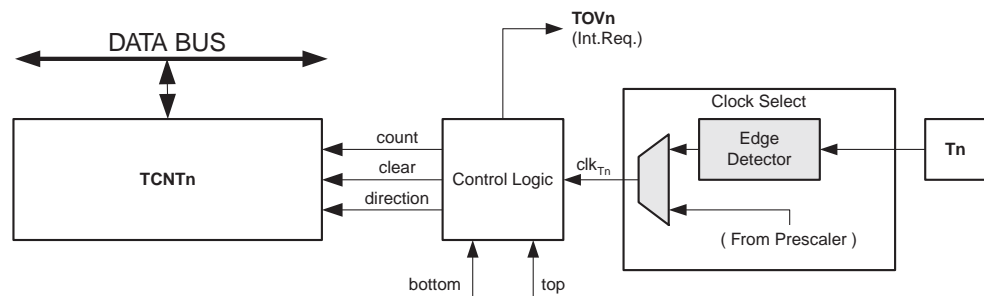 TOVn
(Int.Req.)
DATA BUS
Clock Select
count
Edge
Detector
Tn
TCNTn
clear
Control Logic
clkTn
direction
( From Prescaler )
bottom
top